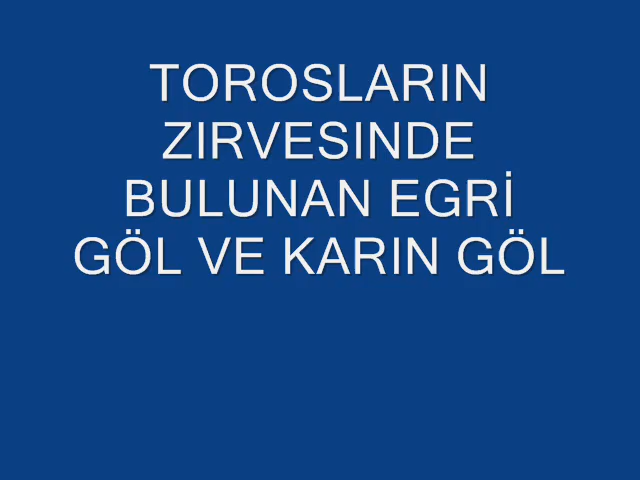 TOROSLARIN
ZIRVESINDE
BULUNAN EGRİ
GÖL VE KARIN GÖL